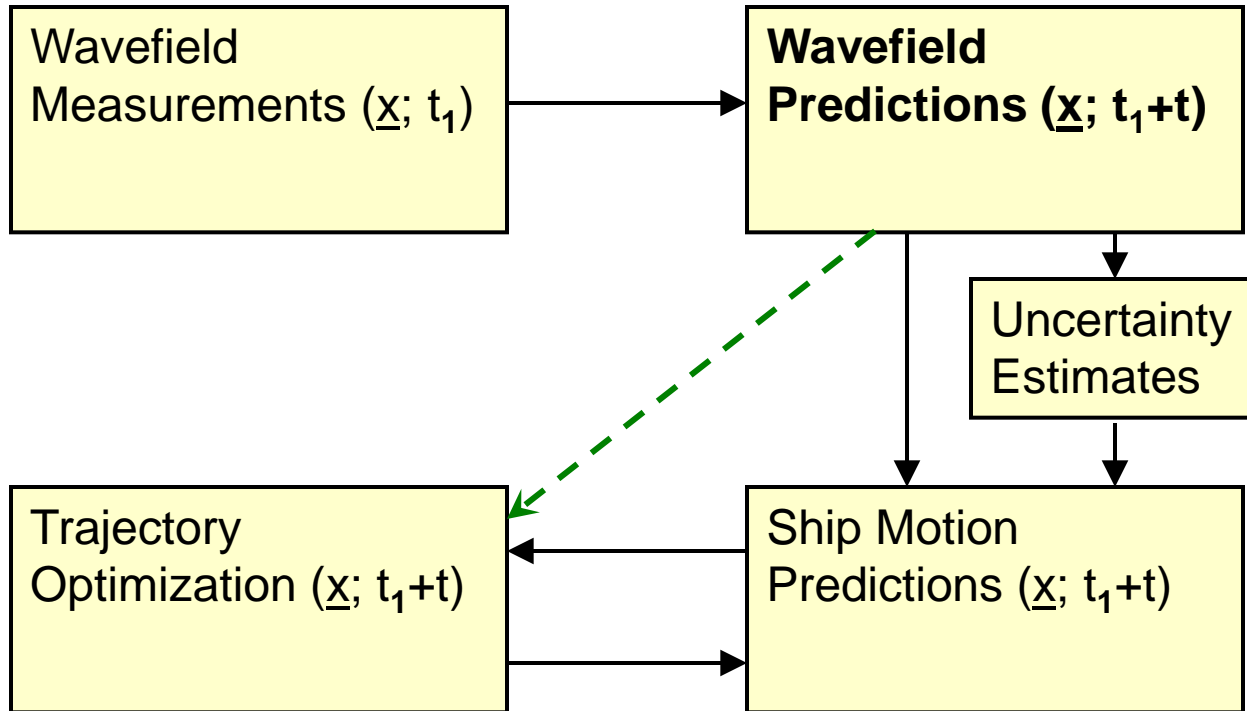 Wavefield
Measurements (x; t₁)
Wavefield
Predictions (x; t₁+t)
Uncertainty
Estimates
Trajectory
Optimization (x; t₁+t)
Ship Motion
Predictions (x; t₁+t)